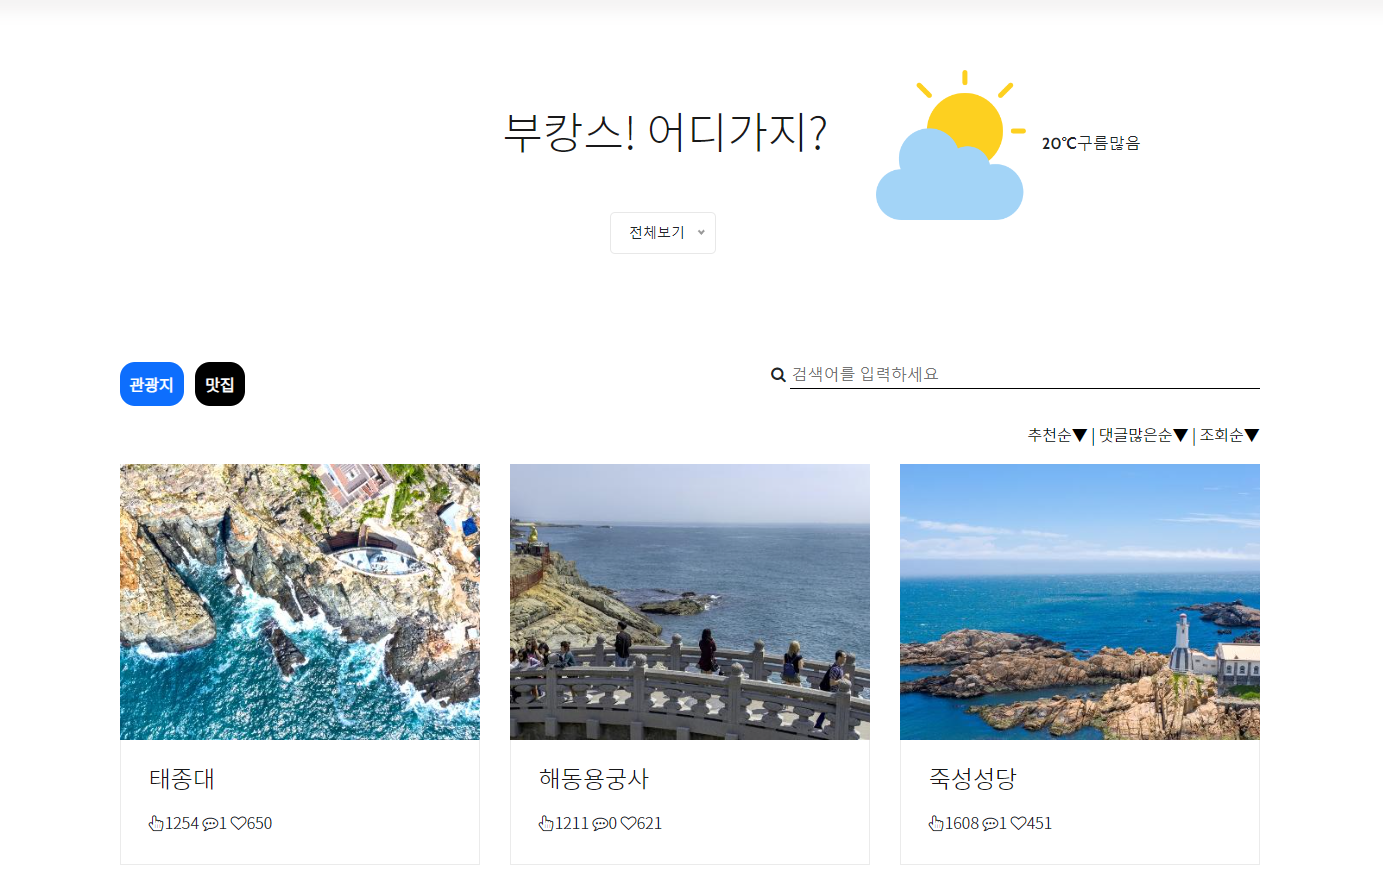 부캉스! 어디가지?
20℃구름많음
전체보기
관광지 맛집
검색어를 입력하세요
추천순▼ | 댓글많은순▼ | 조회순▼
태종대
1254 1 650
해동용궁사
1211 0 621
죽성성당
1608 1 451